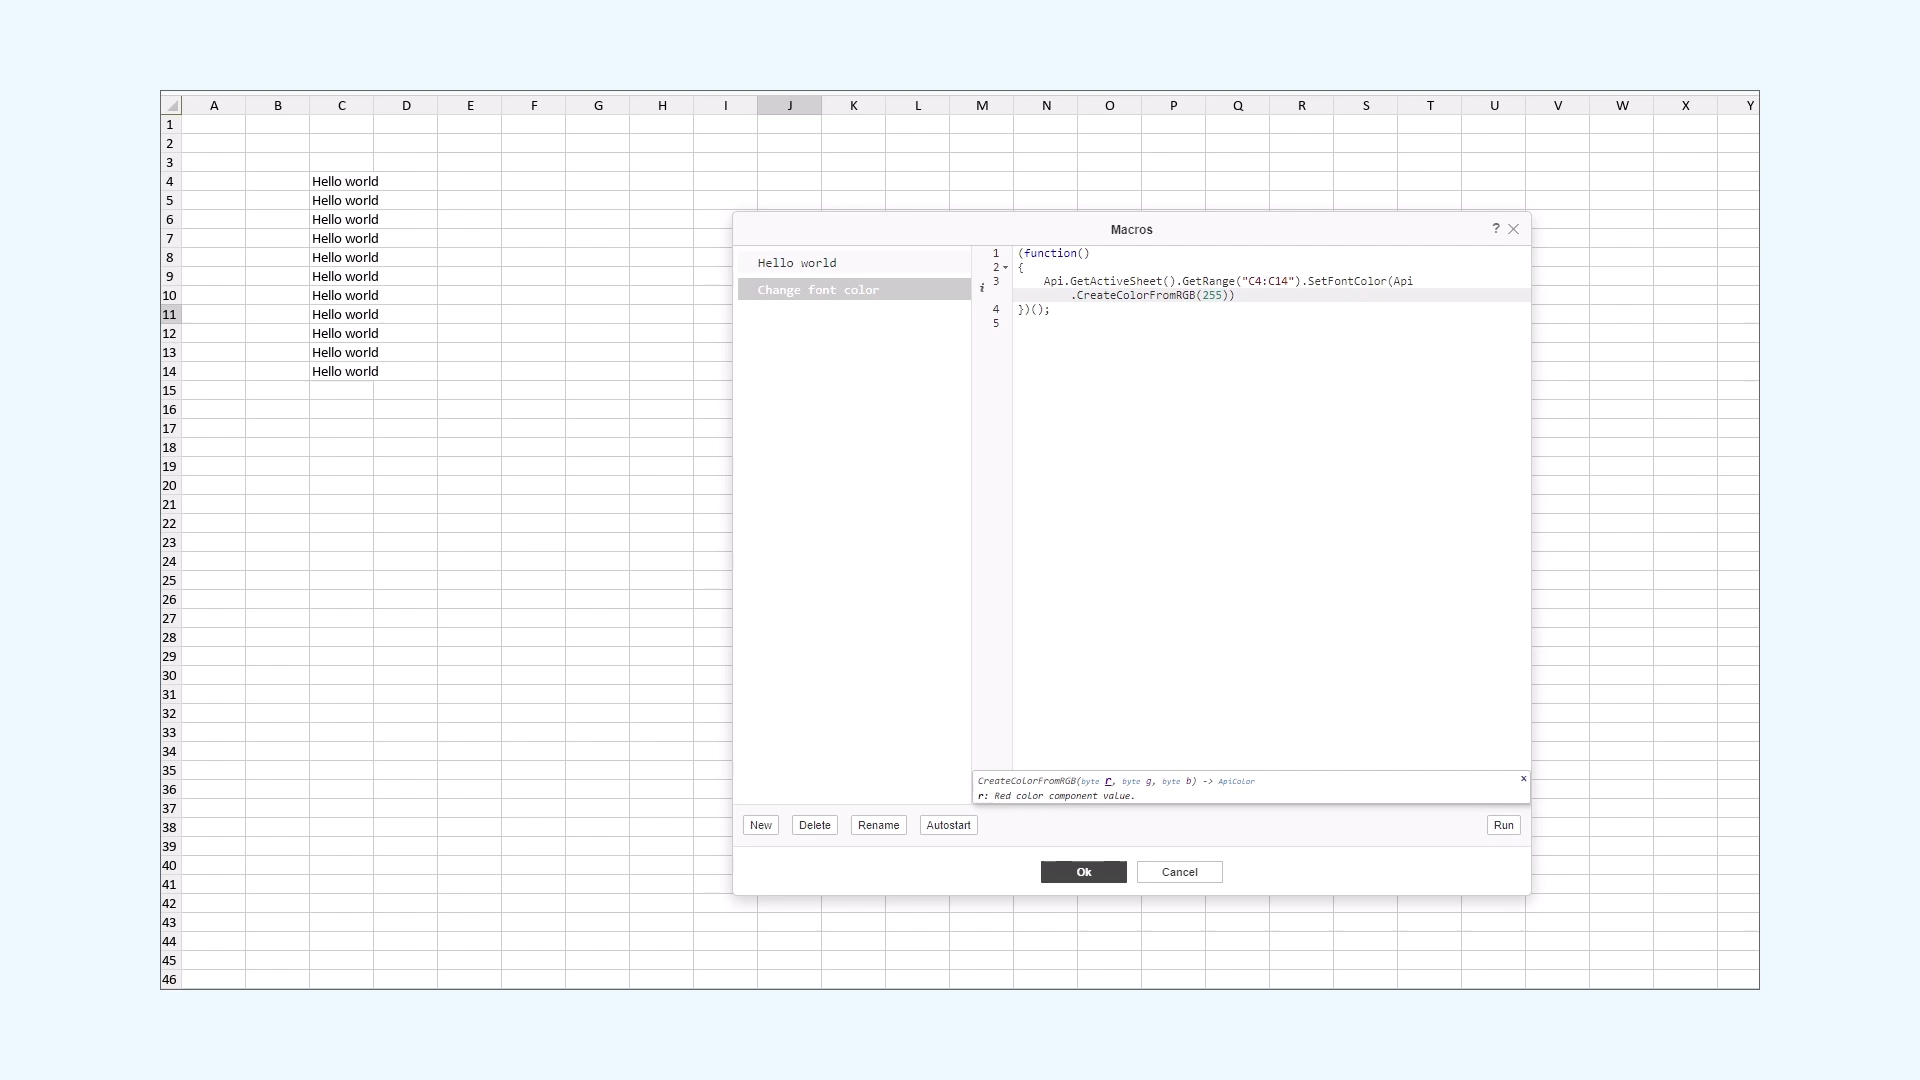 A B C D E F G H I J K L M N O P Q R S T U V W X Y
1
2
3
4 Hello world
5 Hello world
6 Hello world
7 Hello world
8 Hello world
9 Hello world
10 Hello world
11 Hello world
12 Hello world
13 Hello world
14 Hello world
15
16
17
18
19
20
21
22
23
24
25
26
27
28
29
30
31
32
33
34
35
36
37
38
39
40
41
42
43
44
45
46
Macros ?
Hello world
Change font color
1 (function()
2 {
3 Api.GetActiveSheet().GetRange("C4:C14").SetFontColor(Api
i .CreateColorFromRGB(255))
4 })();
5
CreateColorFromRGB(byte r, byte g, byte b) -> ApiColor x
r: Red color component value.
New Delete Rename Autostart Run
Ok Cancel